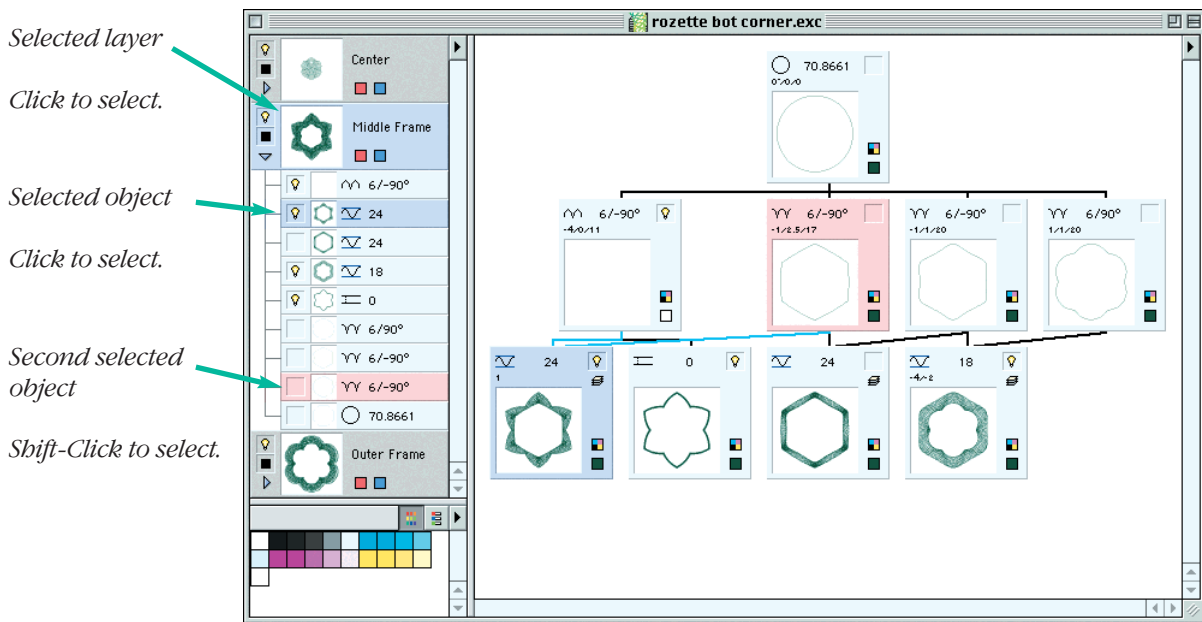 rozette bot corner.exc
Selected layer
Click to select.
Selected object
Click to select.
Second selected
object
Shift-Click to select.
Center
Middle Frame
6/-90°
24
24
18
0
6/90°
6/-90°
6/-90°
70.8661
Outer Frame
70.8661
0°/0/0
6/-90°
-4/0/11
6/-90°
-1/2.5/17
6/-90°
-1/1/20
6/90°
1/1/20
24
1
0
24
18
-4/-2